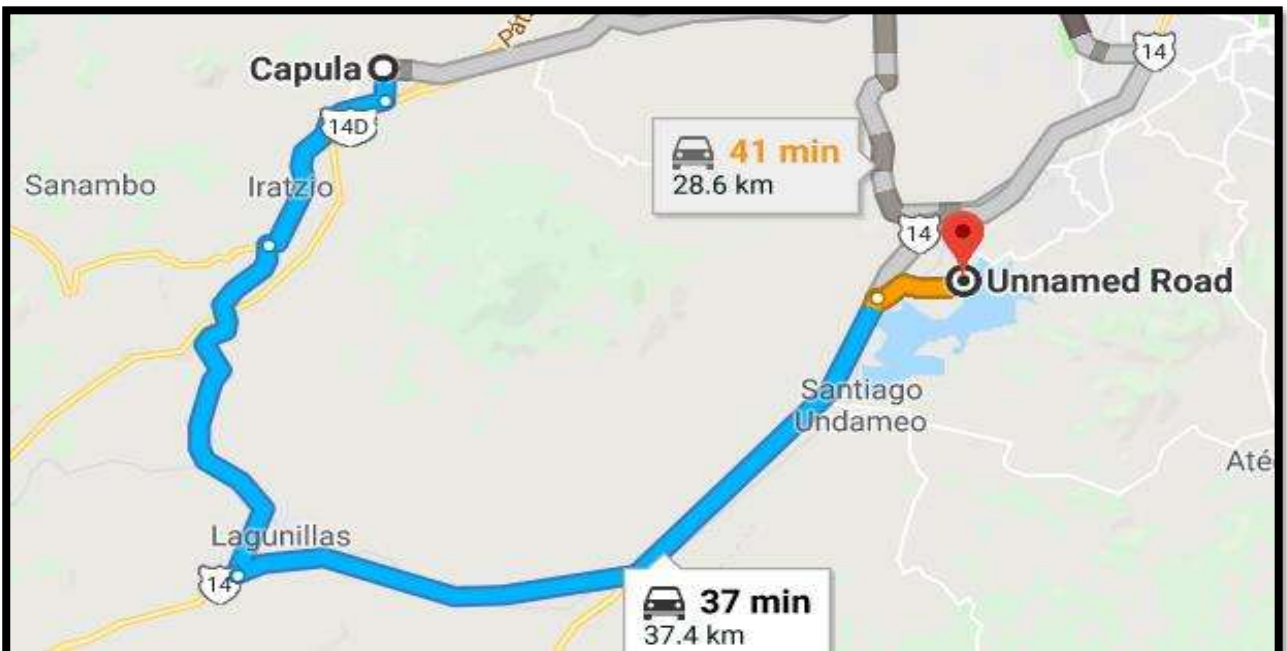 Pát
Capula
14
14D
41 min
28.6 km
Sanambo
Iratzio
14
Unnamed Road
Santiago
Undameo
Até
Lagunillas
14
37 min
37.4 km